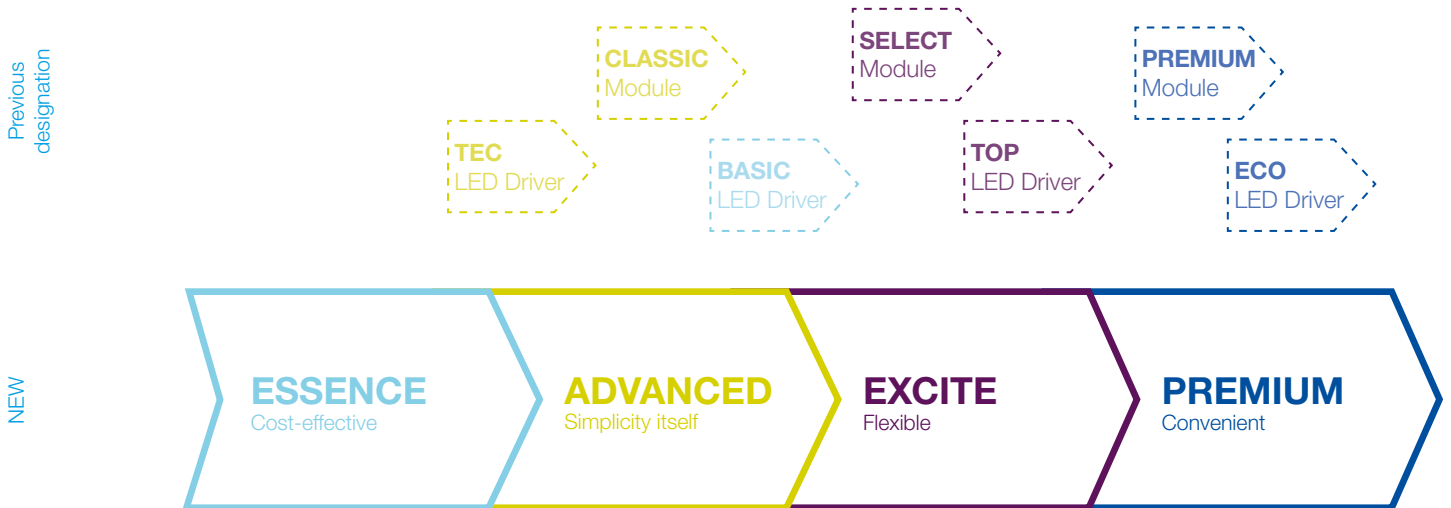 Previous
designation
CLASSIC
Module
SELECT
Module
PREMIUM
Module
TEC
LED Driver
BASIC
LED Driver
TOP
LED Driver
ECO
LED Driver
NEW
ESSENCE
Cost-effective
ADVANCED
Simplicity itself
EXCITE
Flexible
PREMIUM
Convenient